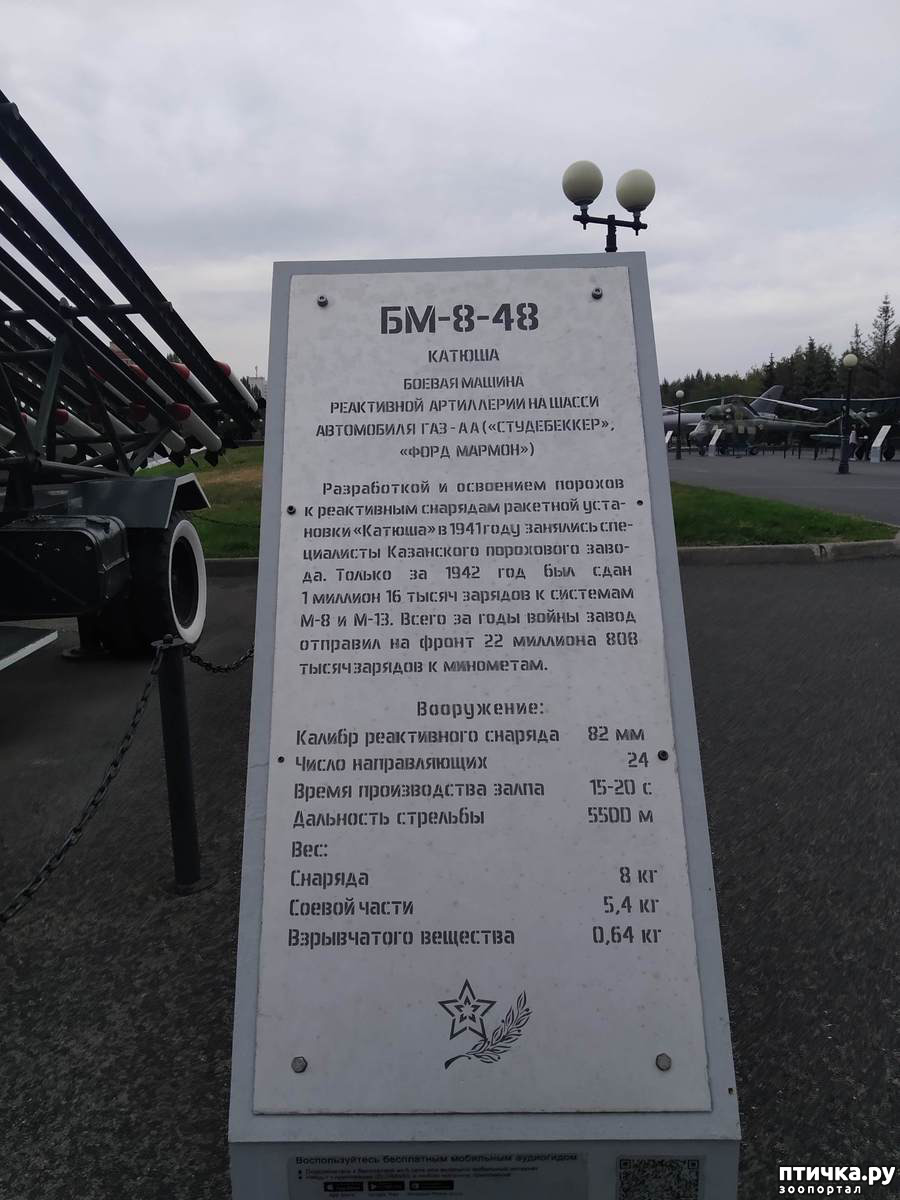 БМ-8-48
КАТЮША
БОЕВАЯ МАШИНА
РЕАКТИВНОЙ АРТИЛЛЕРИИ НА ШАССИ
АВТОМОБИЛЯ ГАЗ-АА («СТУДЕБЕККЕР»,
«ФОРД МАРМОН»)
Разработкой и освоением порохов
к реактивным снарядам ракетной уста-
новки «Катюша» в 1941 году занялись спе-
циалисты Казанского порохового заво-
да. Только за 1942 год был сдан
1 миллион 16 тысяч зарядов к системам
М-8 и М-13. Всего за годы войны завод
отправил на фронт 22 миллиона 808
тысяч зарядов к минометам.
Вооружение:
Калибр реактивного снаряда 82 мм
Число направляющих 24
Время производства залпа 15-20 с
Дальность стрельбы 5500 м
Вес:
Снаряда 8 кг
Соевой части 5,4 кг
Взрывчатого вещества 0,64 кг
Воспользуйтесь бесплатным мобильным аудиогидом
птичка.ру
зоопортал